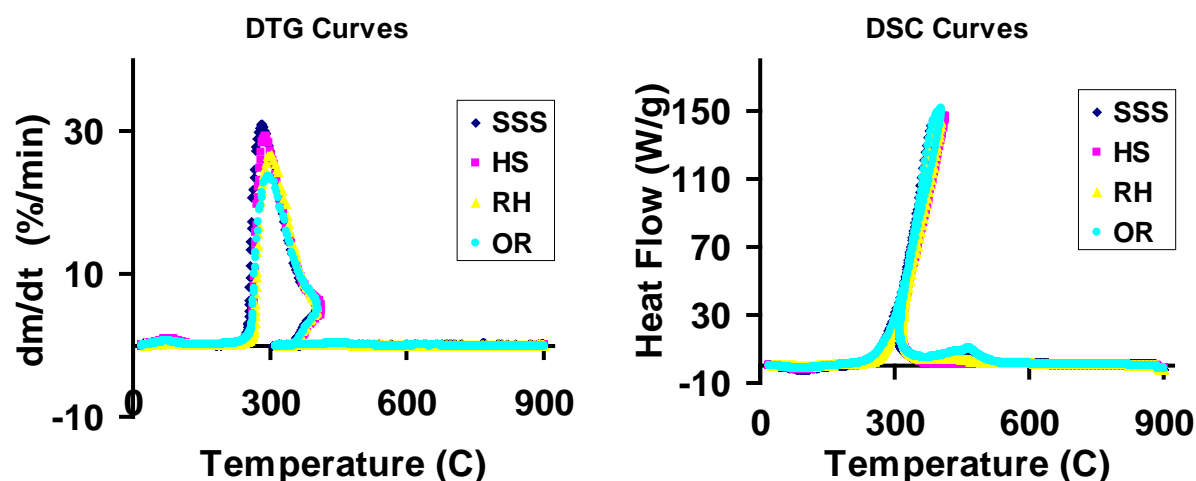 DTG Curves
dm/dt (%/min)
30
10
-10
0
300
600
900
Temperature (C)
SSS
HS
RH
OR
DSC Curves
Heat Flow (W/g)
150
110
70
30
-10
0
300
600
900
Temperature (C)
SSS
HS
RH
OR